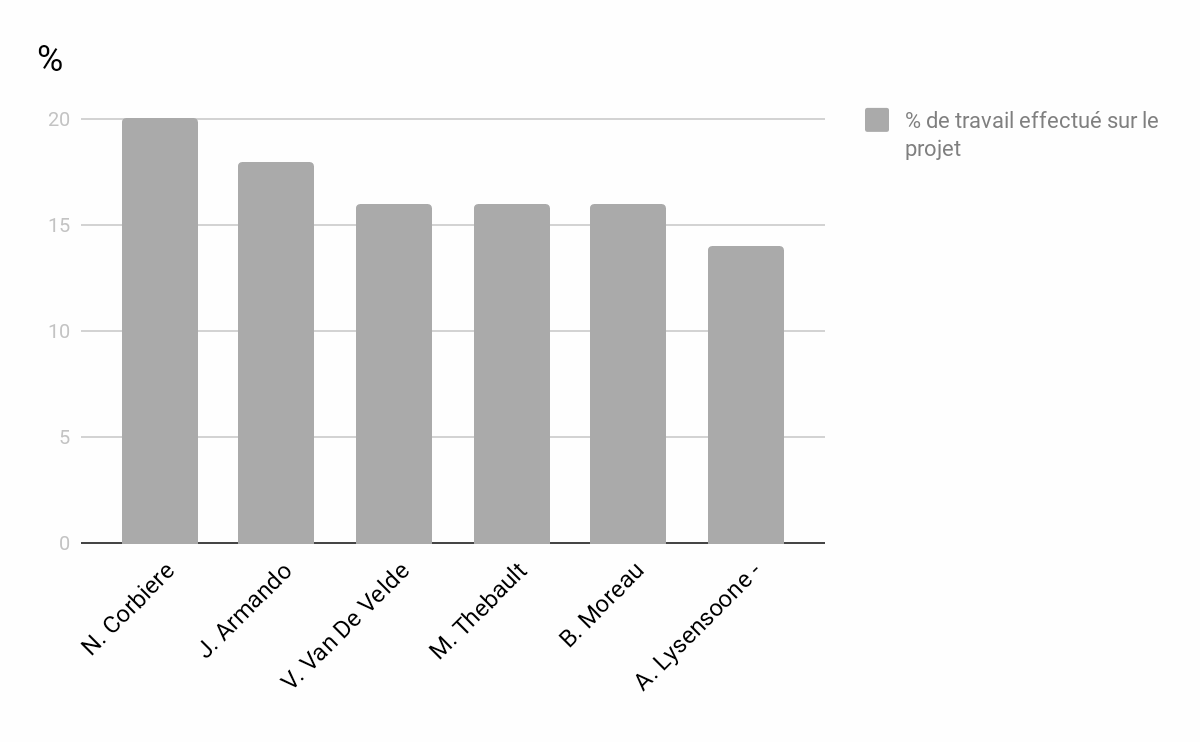 %
20
15
10
5
0
% de travail effectué sur le
projet
N. Corbiere
J. Armando
V. Van De Velde
M. Thebault
B. Moreau
A. Lysensoone -